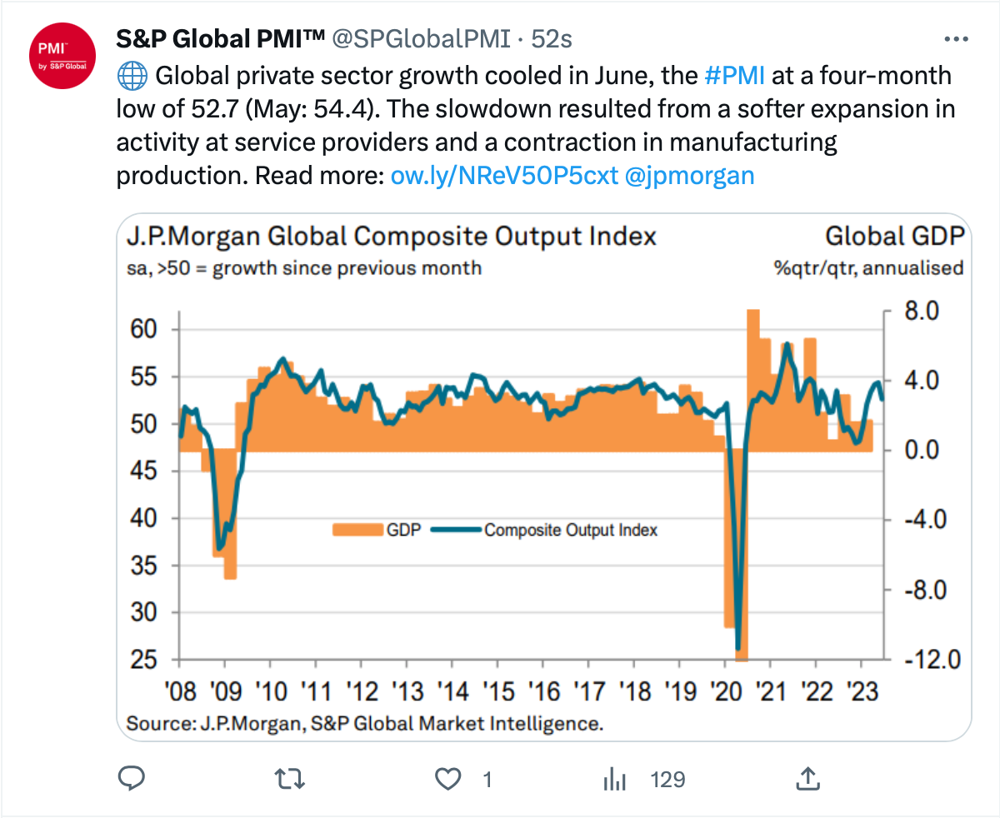 PMI™
by S&P Global
S&P Global PMI™ @SPGlobalPMI · 52s
🌐 Global private sector growth cooled in June, the #PMI at a four-month
low of 52.7 (May: 54.4). The slowdown resulted from a softer expansion in
activity at service providers and a contraction in manufacturing
production. Read more: ow.ly/NReV50P5cxt @jpmorgan
J.P.Morgan Global Composite Output Index
Global GDP
sa, >50 = growth since previous month
%qtr/qtr, annualised
60
55
50
45
40
35
30
25
8.0
4.0
0.0
-4.0
-8.0
-12.0
GDP
Composite Output Index
'08 '09 '10 '11 '12 '13 '14 '15 '16 '17 '18 '19 '20 '21 '22 '23
Source: J.P.Morgan, S&P Global Market Intelligence.
1
129